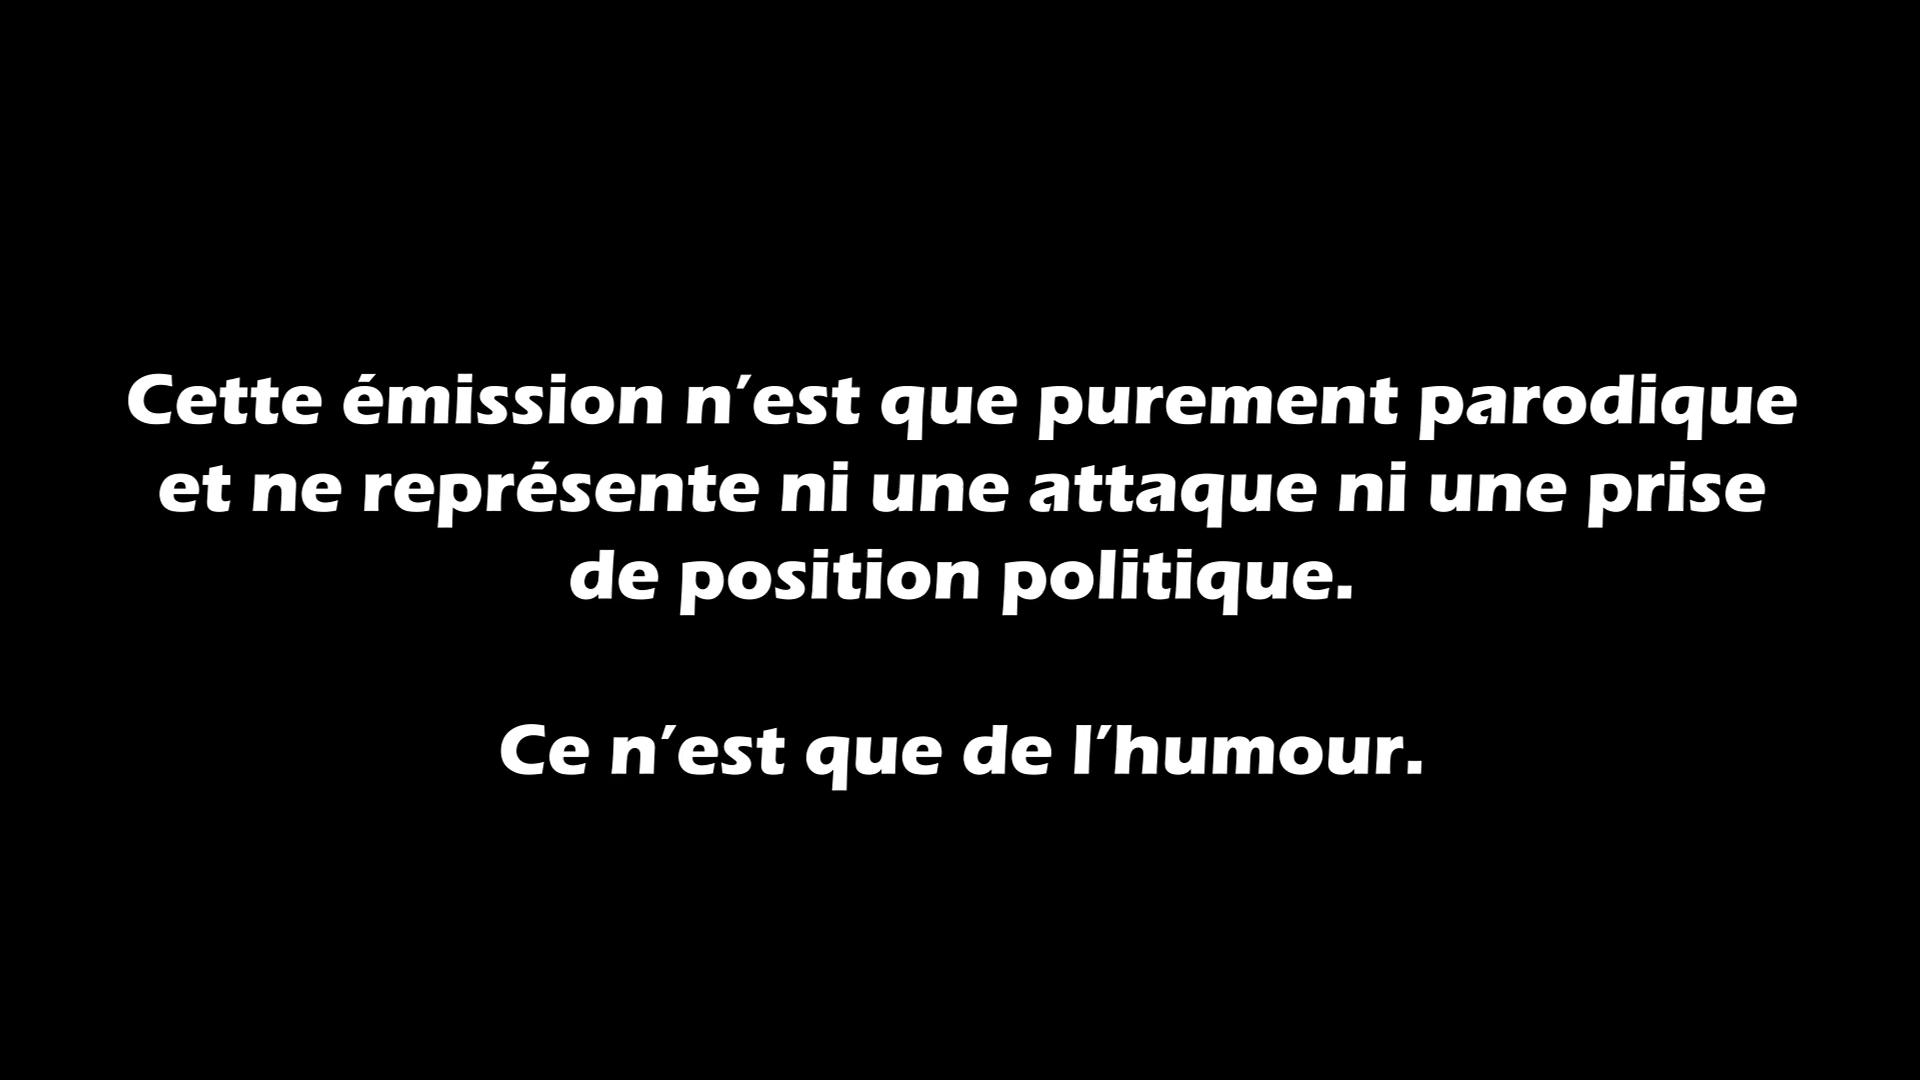 Cette émission n’est que purement parodique
et ne représente ni une attaque ni une prise
de position politique.
Ce n’est que de l’humour.